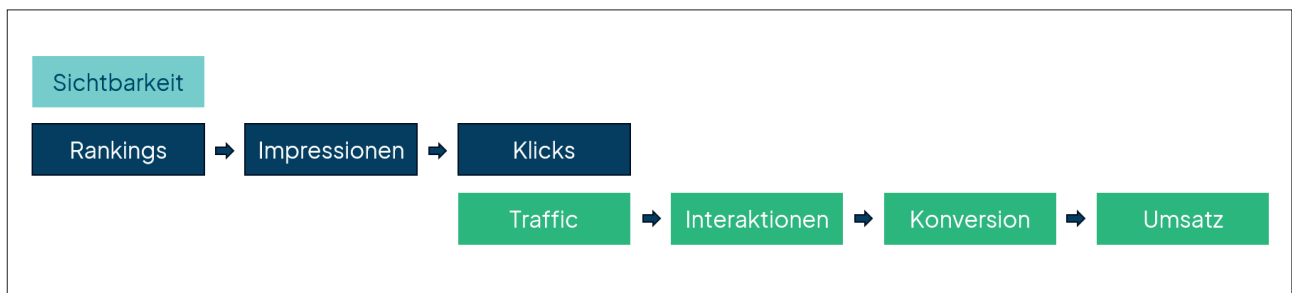 Sichtbarkeit
Rankings Impressionen Klicks
Traffic Interaktionen Konversion Umsatz